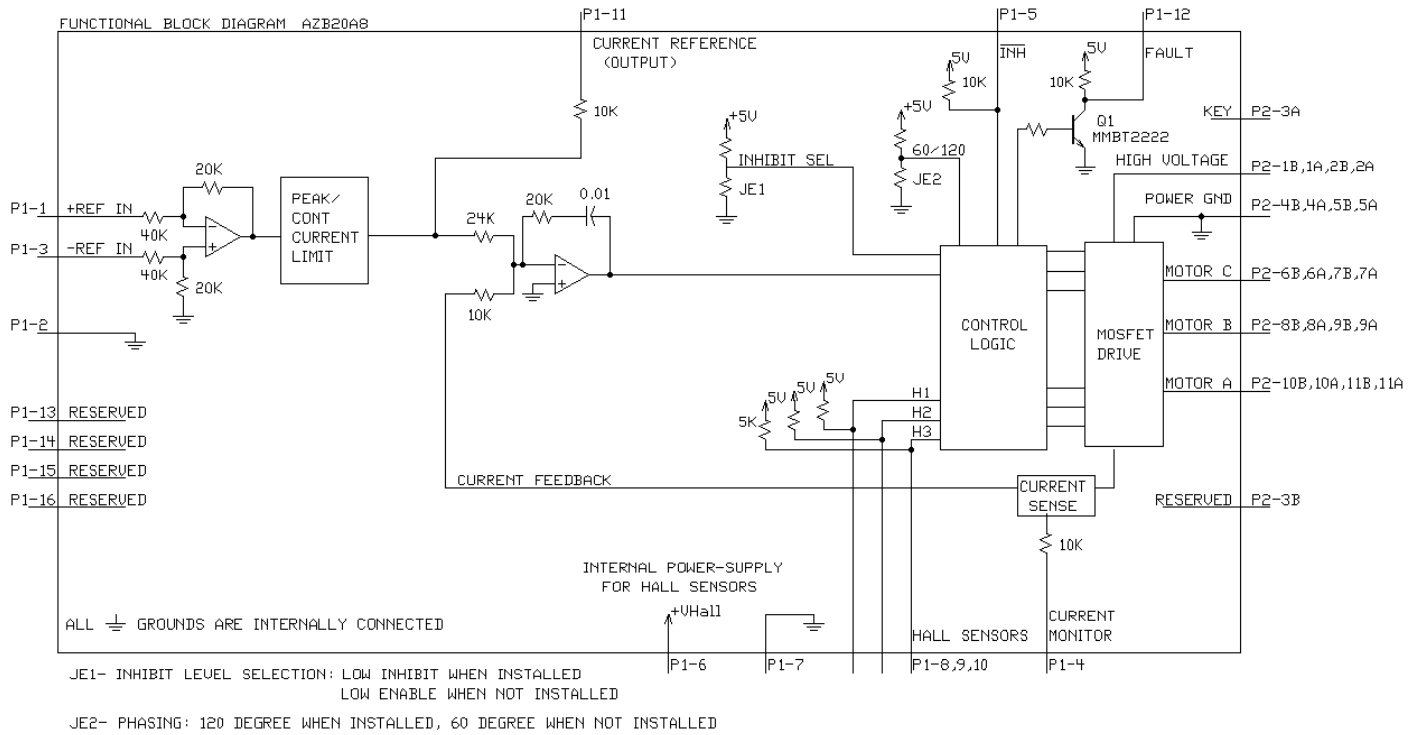 FUNCTIONAL BLOCK DIAGRAM AZB20A8
P1-11
P1-5
P1-12
CURRENT REFERENCE
(OUTPUT)
INH
FAULT
5V
10K
5V
10K
10K
KEY P2-3A
+5V
+5V
Q1
MMBT2222
INHIBIT SEL
60/120
HIGH VOLTAGE P2-1B,1A,2B,2A
JE1
JE2
20K
PEAK/
CONT
CURRENT
LIMIT
20K
0.01
24K
P1-1 +REF IN
40K
POWER GND P2-4B,4A,5B,5A
P1-3 -REF IN
40K
20K
10K
MOTOR C P2-6B,6A,7B,7A
P1-2
CONTROL
LOGIC
MOSFET
DRIVE
MOTOR B P2-8B,8A,9B,9A
MOTOR A P2-10B,10A,11B,11A
5V
5V
5V
5K
H1
H2
H3
P1-13 RESERVED
P1-14 RESERVED
P1-15 RESERVED
P1-16 RESERVED
CURRENT FEEDBACK
CURRENT
SENSE
RESERVED P2-3B
10K
INTERNAL POWER-SUPPLY
FOR HALL SENSORS
+VHall
ALL GROUNDS ARE INTERNALLY CONNECTED
HALL SENSORS
CURRENT
MONITOR
P1-6
P1-7
P1-8,9,10
P1-4
JE1- INHIBIT LEVEL SELECTION: LOW INHIBIT WHEN INSTALLED
LOW ENABLE WHEN NOT INSTALLED
JE2- PHASING: 120 DEGREE WHEN INSTALLED, 60 DEGREE WHEN NOT INSTALLED